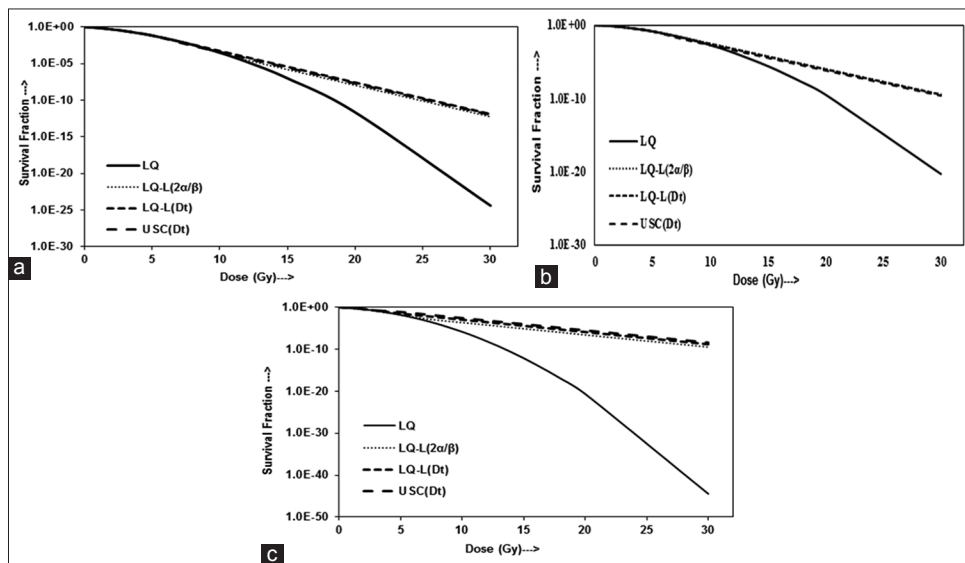 1.0E+00
1.0E-05
1.0E-10
1.0E-15
1.0E-20
1.0E-25
1.0E-30
Survival Fraction --->
LQ
LQ-L(2α/β)
LQ-L(Dt)
USC(Dt)
0 5 10 15 20 25 30
Dose (Gy)--->
a
1.0E+00
1.0E-10
1.0E-20
1.0E-30
Survival Fraction --->
LQ
LQ-L(2α/β)
LQ-L(Dt)
USC(Dt)
0 5 10 15 20 25 30
Dose (Gy)--->
b
1.0E+00
1.0E-10
1.0E-20
1.0E-30
1.0E-40
1.0E-50
Survival Fraction --->
LQ
LQ-L(2α/β)
LQ-L(Dt)
USC(Dt)
0 5 10 15 20 25 30
Dose (Gy)--->
c